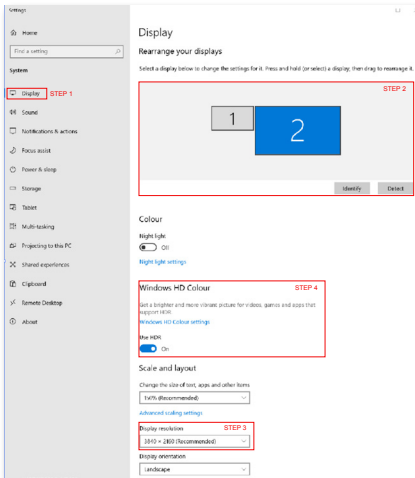 Settings
Home
Find a setting
System
Display STEP 1
Sound
Notifications & actions
Focus assist
Power & sleep
Storage
Tablet
Multi-tasking
Projecting to this PC
Shared experiences
Clipboard
Remote Desktop
About
Display
Rearrange your displays
Select a display below to change the settings for it. Press and hold (or select) a display, then drag to rearrange it.
STEP 2
1
2
Identify Detect
Colour
Night light
Off
Night light settings
Windows HD Colour STEP 4
Get a brighter and more vibrant picture for videos, games and apps that
support HDR
Windows HD Colour settings
Use HDR
On
Scale and layout
Change the size of text, apps and other items
(Recommended)
Advanced scaling settings
Display resolution STEP 3
3840 × 2160 (Recommended)
Display orientation
Landscape